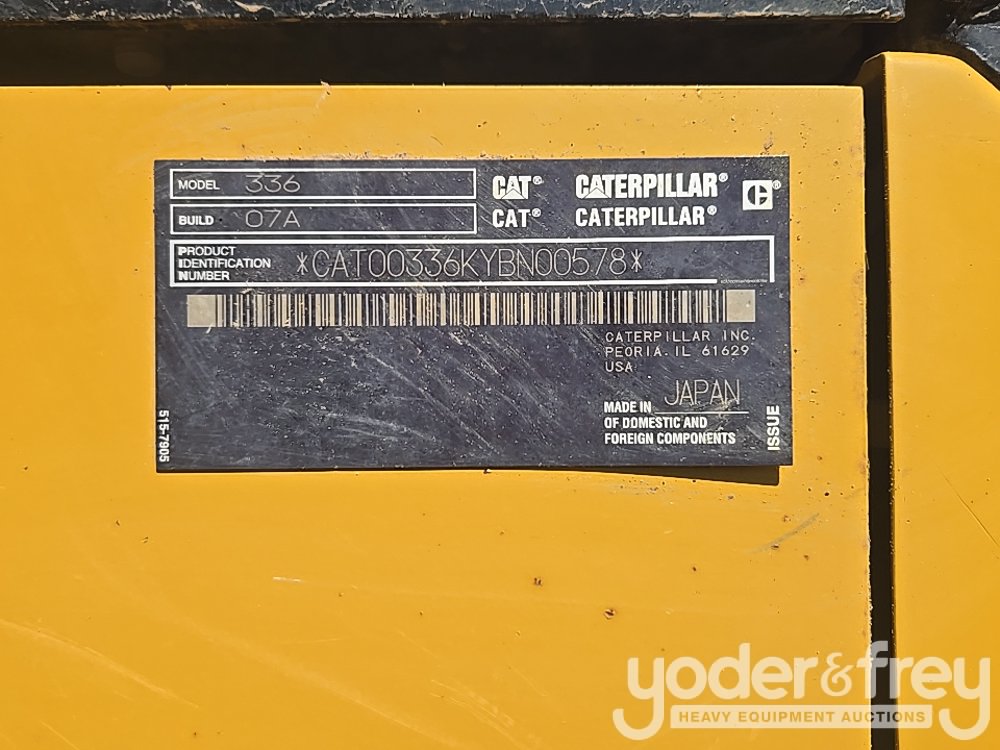 MODEL 336
CAT® CATERPILLAR® C®
BUILD 07A
CAT® CATERPILLAR®
PRODUCT
IDENTIFICATION
NUMBER
*CAT00336KYBN00578*
CATERPILLAR INC.
PEORIA. IL 61629
USA
MADE IN JAPAN
OF DOMESTIC AND
FOREIGN COMPONENTS
515-7905
ISSUE
yoder&frey
HEAVY EQUIPMENT AUCTIONS